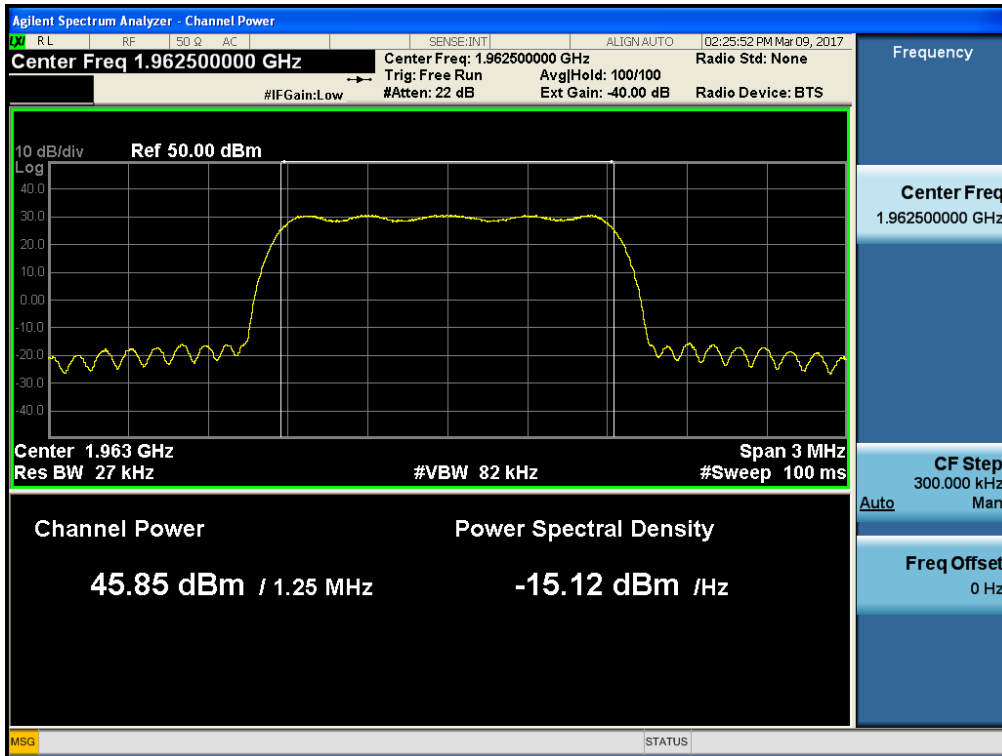 Agilent Spectrum Analyzer - Channel Power
LXI RL RF 50 Ω AC SENSE:INT ALIGN AUTO 02:25:52 PM Mar 09, 2017
Center Freq 1.962500000 GHz
Center Freq: 1.962500000 GHz Radio Std: None
Trig: Free Run Avg|Hold: 100/100
#IFGain:Low #Atten: 22 dB Ext Gain: -40.00 dB Radio Device: BTS
10 dB/div Ref 50.00 dBm
Log
40.0
30.0
20.0
10.0
0.00
-10.0
-20.0
-30.0
-40.0
Center 1.963 GHz Span 3 MHz
Res BW 27 kHz #VBW 82 kHz #Sweep 100 ms
Channel Power Power Spectral Density
45.85 dBm / 1.25 MHz -15.12 dBm /Hz
Frequency
Center Freq
1.962500000 GHz
CF Step
300.000 kHz
Auto Man
Freq Offset
0 Hz
MSG STATUS